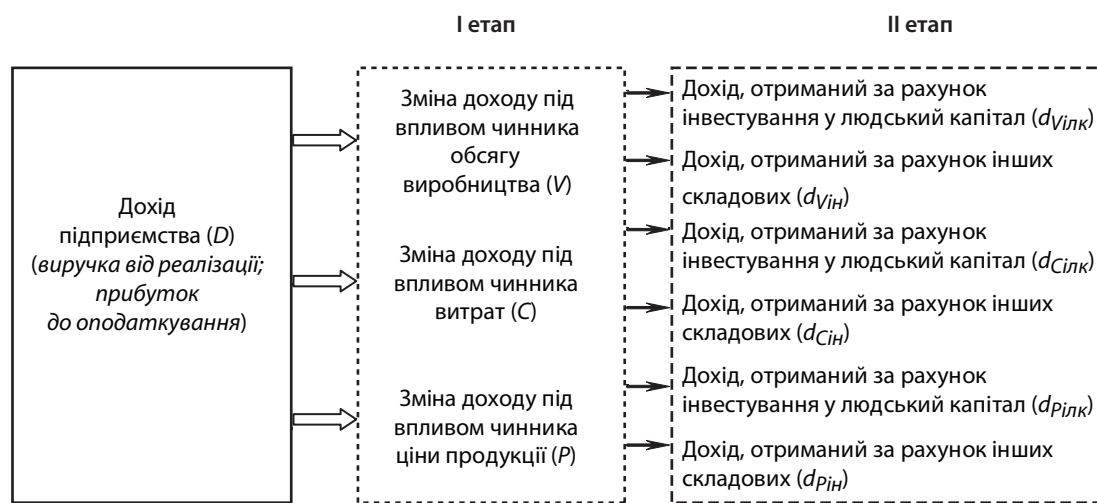 І етап
ІІ етап
Дохід
підприємства (D)
(виручка від реалізації;
прибуток
до оподаткування)
Зміна доходу під
впливом чинника
обсягу
виробництва (V)
Зміна доходу під
впливом чинника
витрат (C)
Зміна доходу під
впливом чинника
ціни продукції (P)
Дохід, отриманий за рахунок
інвестування у людський капітал (dVілк)
Дохід, отриманий за рахунок інших
складових (dVін)
Дохід, отриманий за рахунок
інвестування у людський капітал (dCілк)
Дохід, отриманий за рахунок інших
складових (dCін)
Дохід, отриманий за рахунок
інвестування у людський капітал (dPілк)
Дохід, отриманий за рахунок інших
складових (dPін)